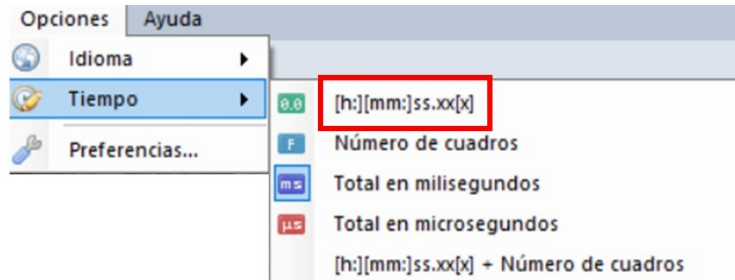 Opciones Ayuda
Idioma
Tiempo
Preferencias...
0.0 [h:][mm:]ss.xx[x]
F Número de cuadros
ms Total en milisegundos
µs Total en microsegundos
[h:][mm:]ss.xx[x] + Número de cuadros